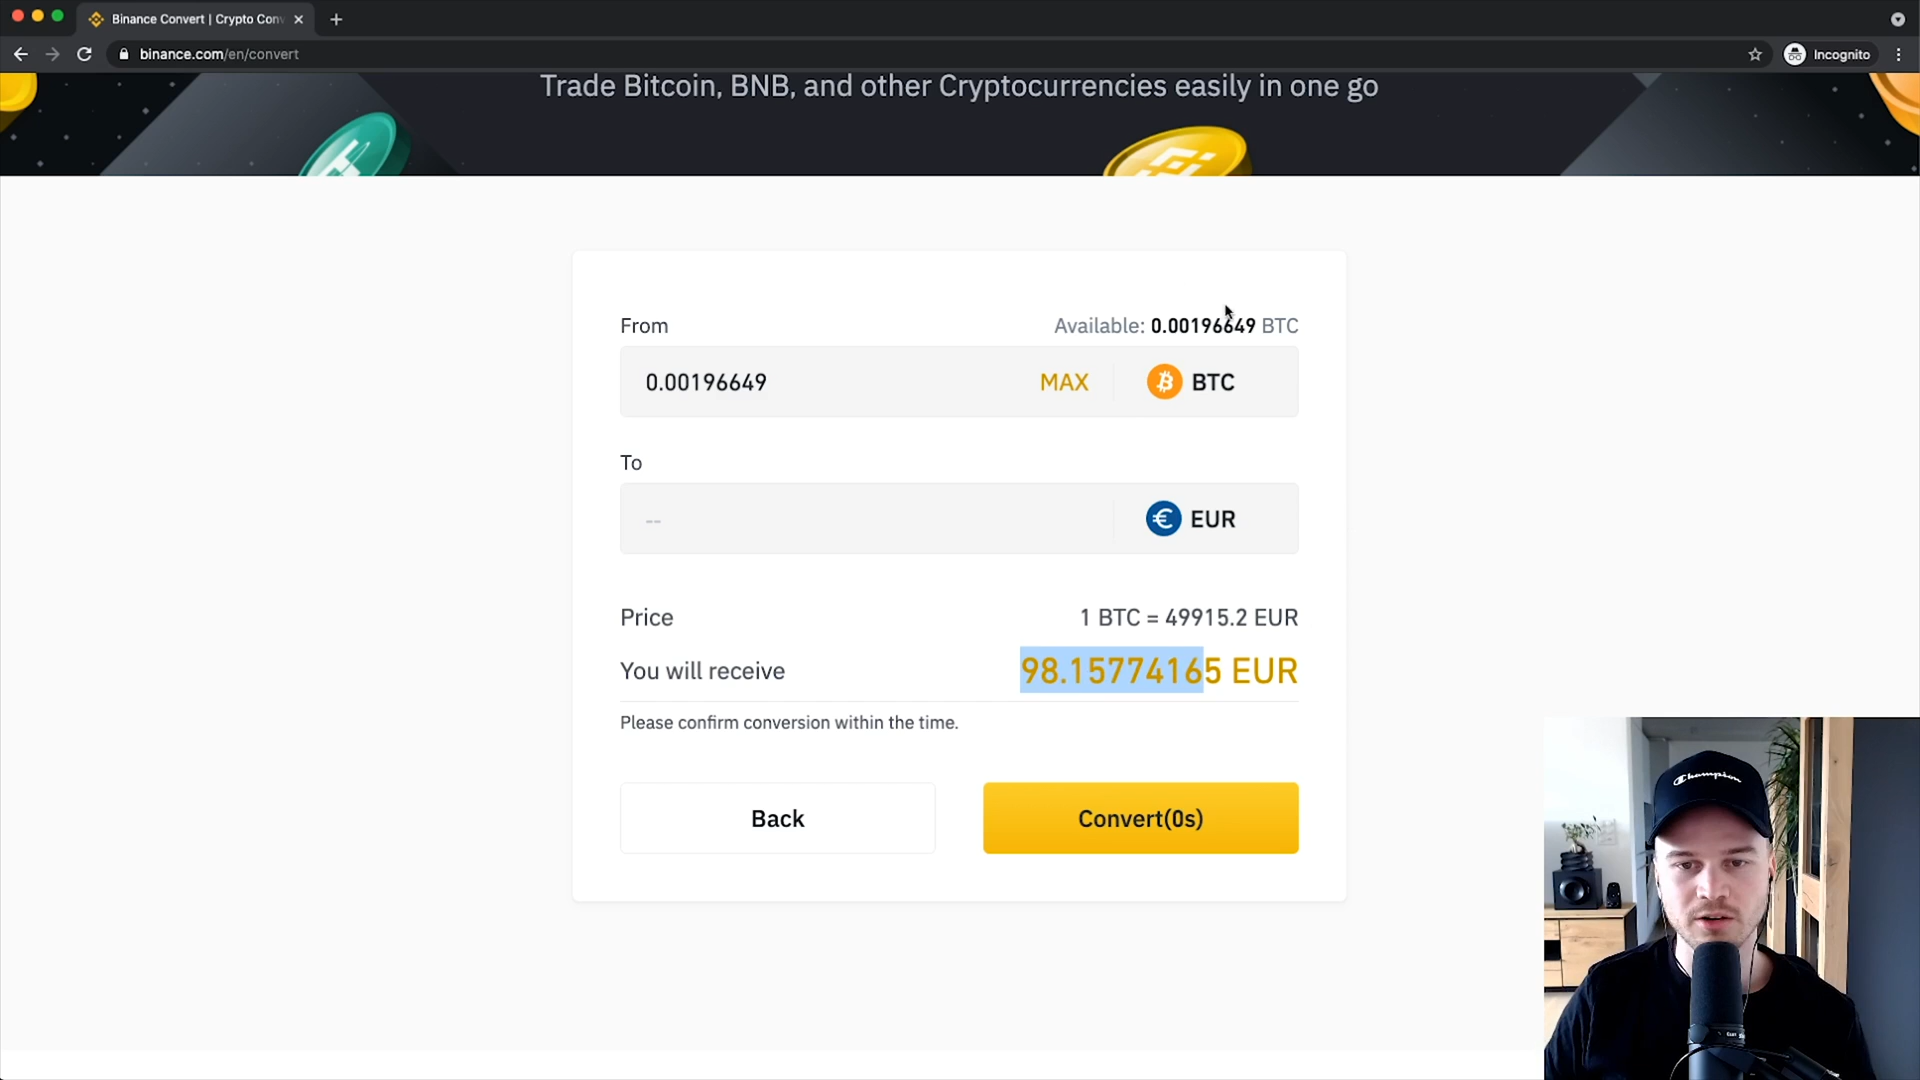 Binance Convert | Crypto Conv
binance.com/en/convert
Incognito
Trade Bitcoin, BNB, and other Cryptocurrencies easily in one go
From
Available: 0.00196649 BTC
0.00196649
MAX
BTC
To
--
EUR
Price
1 BTC = 49915.2 EUR
You will receive
98.15774165 EUR
Please confirm conversion within the time.
Back
Convert(0s)
Champion